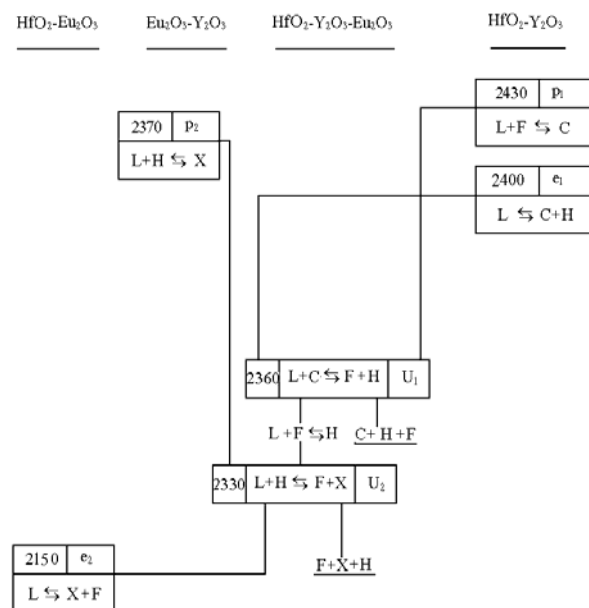 HfO₂-Eu₂O₃ Eu₂O₃-Y₂O₃ HfO₂-Y₂O₃-Eu₂O₃ HfO₂-Y₂O₃
2430 p₁
L+F ⇆ C
2370 p₂
L+H ⇆ X
2400 e₁
L ⇆ C+H
2360 L+C ⇆ F+H U₁
L+F ⇆ H C+H+F
2330 L+H ⇆ F+X U₂
F+X+H
2150 e₂
L ⇆ X+F